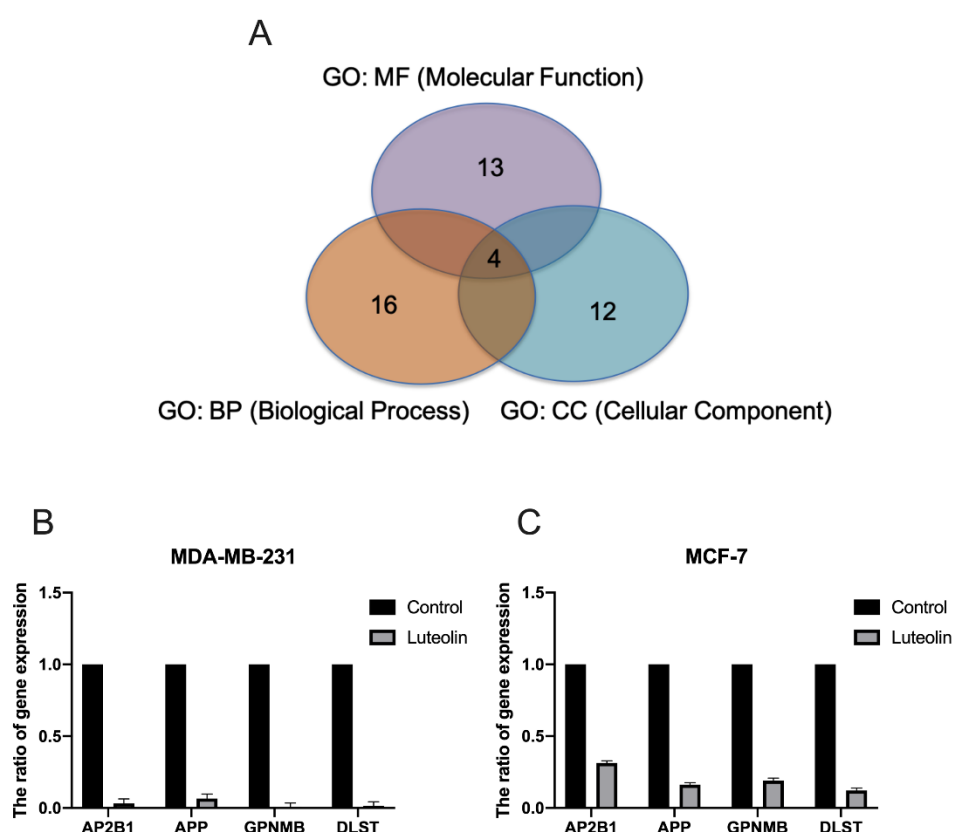 A
GO: MF (Molecular Function)
13
4
16
12
GO: BP (Biological Process)
GO: CC (Cellular Component)
B
MDA-MB-231
The ratio of gene expression
1.5
1.0
0.5
0.0
Control
Luteolin
AP2B1 APP GPNMB DLST
C
MCF-7
The ratio of gene expression
1.5
1.0
0.5
0.0
Control
Luteolin
AP2B1 APP GPNMB DLST